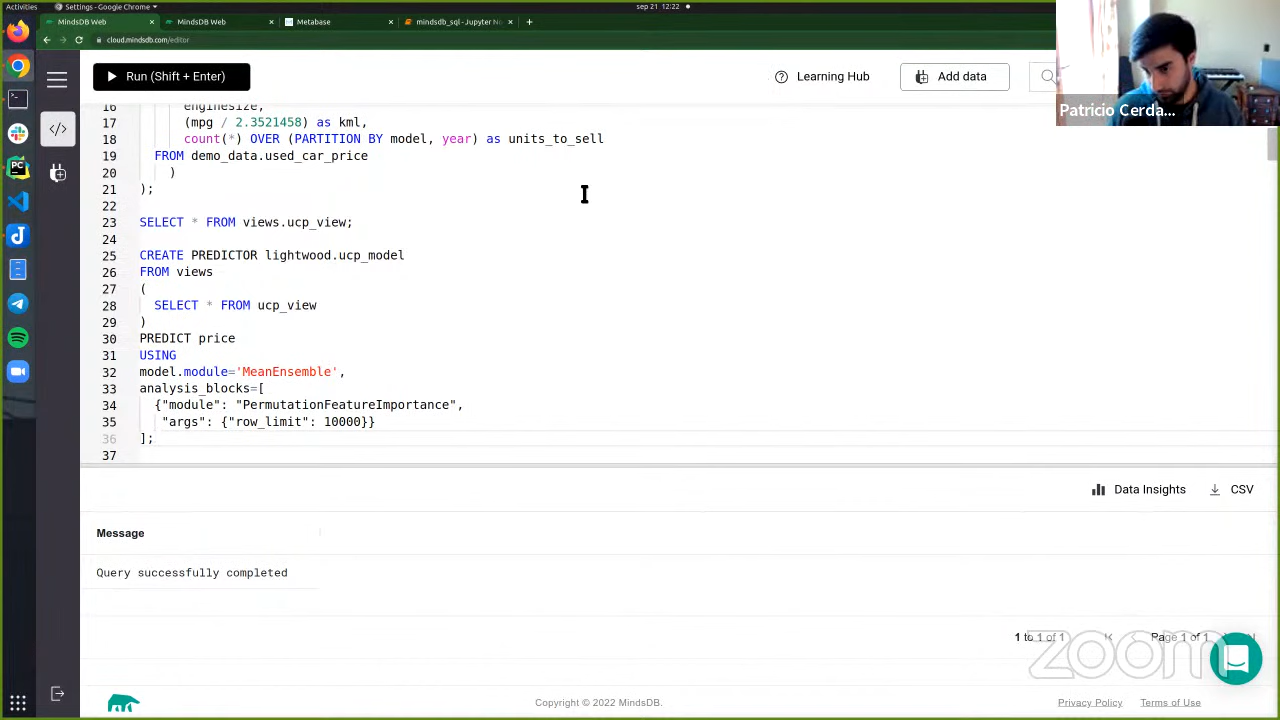 Activities
Settings - Google Chrome
sep 21 12:22
MindsDB Web
MindsDB Web
Metabase
mindsdb_sql - Jupyter No
cloud.mindsdb.com/editor
Run (Shift + Enter)
Learning Hub
Add data
Patricio Cerda...
16 enginesize,
17 (mpg / 2.3521458) as kml,
18 count(*) OVER (PARTITION BY model, year) as units_to_sell
19 FROM demo_data.used_car_price
20 )
21 );
22
23 SELECT * FROM views.ucp_view;
24
25 CREATE PREDICTOR lightwood.ucp_model
26 FROM views
27 (
28 SELECT * FROM ucp_view
29 )
30 PREDICT price
31 USING
32 model.module='MeanEnsemble',
33 analysis_blocks=[
34 {"module": "PermutationFeatureImportance",
35 "args": {"row_limit": 10000}}
36 ];
37
Data Insights
CSV
Message
Query successfully completed
1 to 1 of 1
Page 1 of 1
zoom
Copyright © 2022 MindsDB.
Privacy Policy
Terms of Use